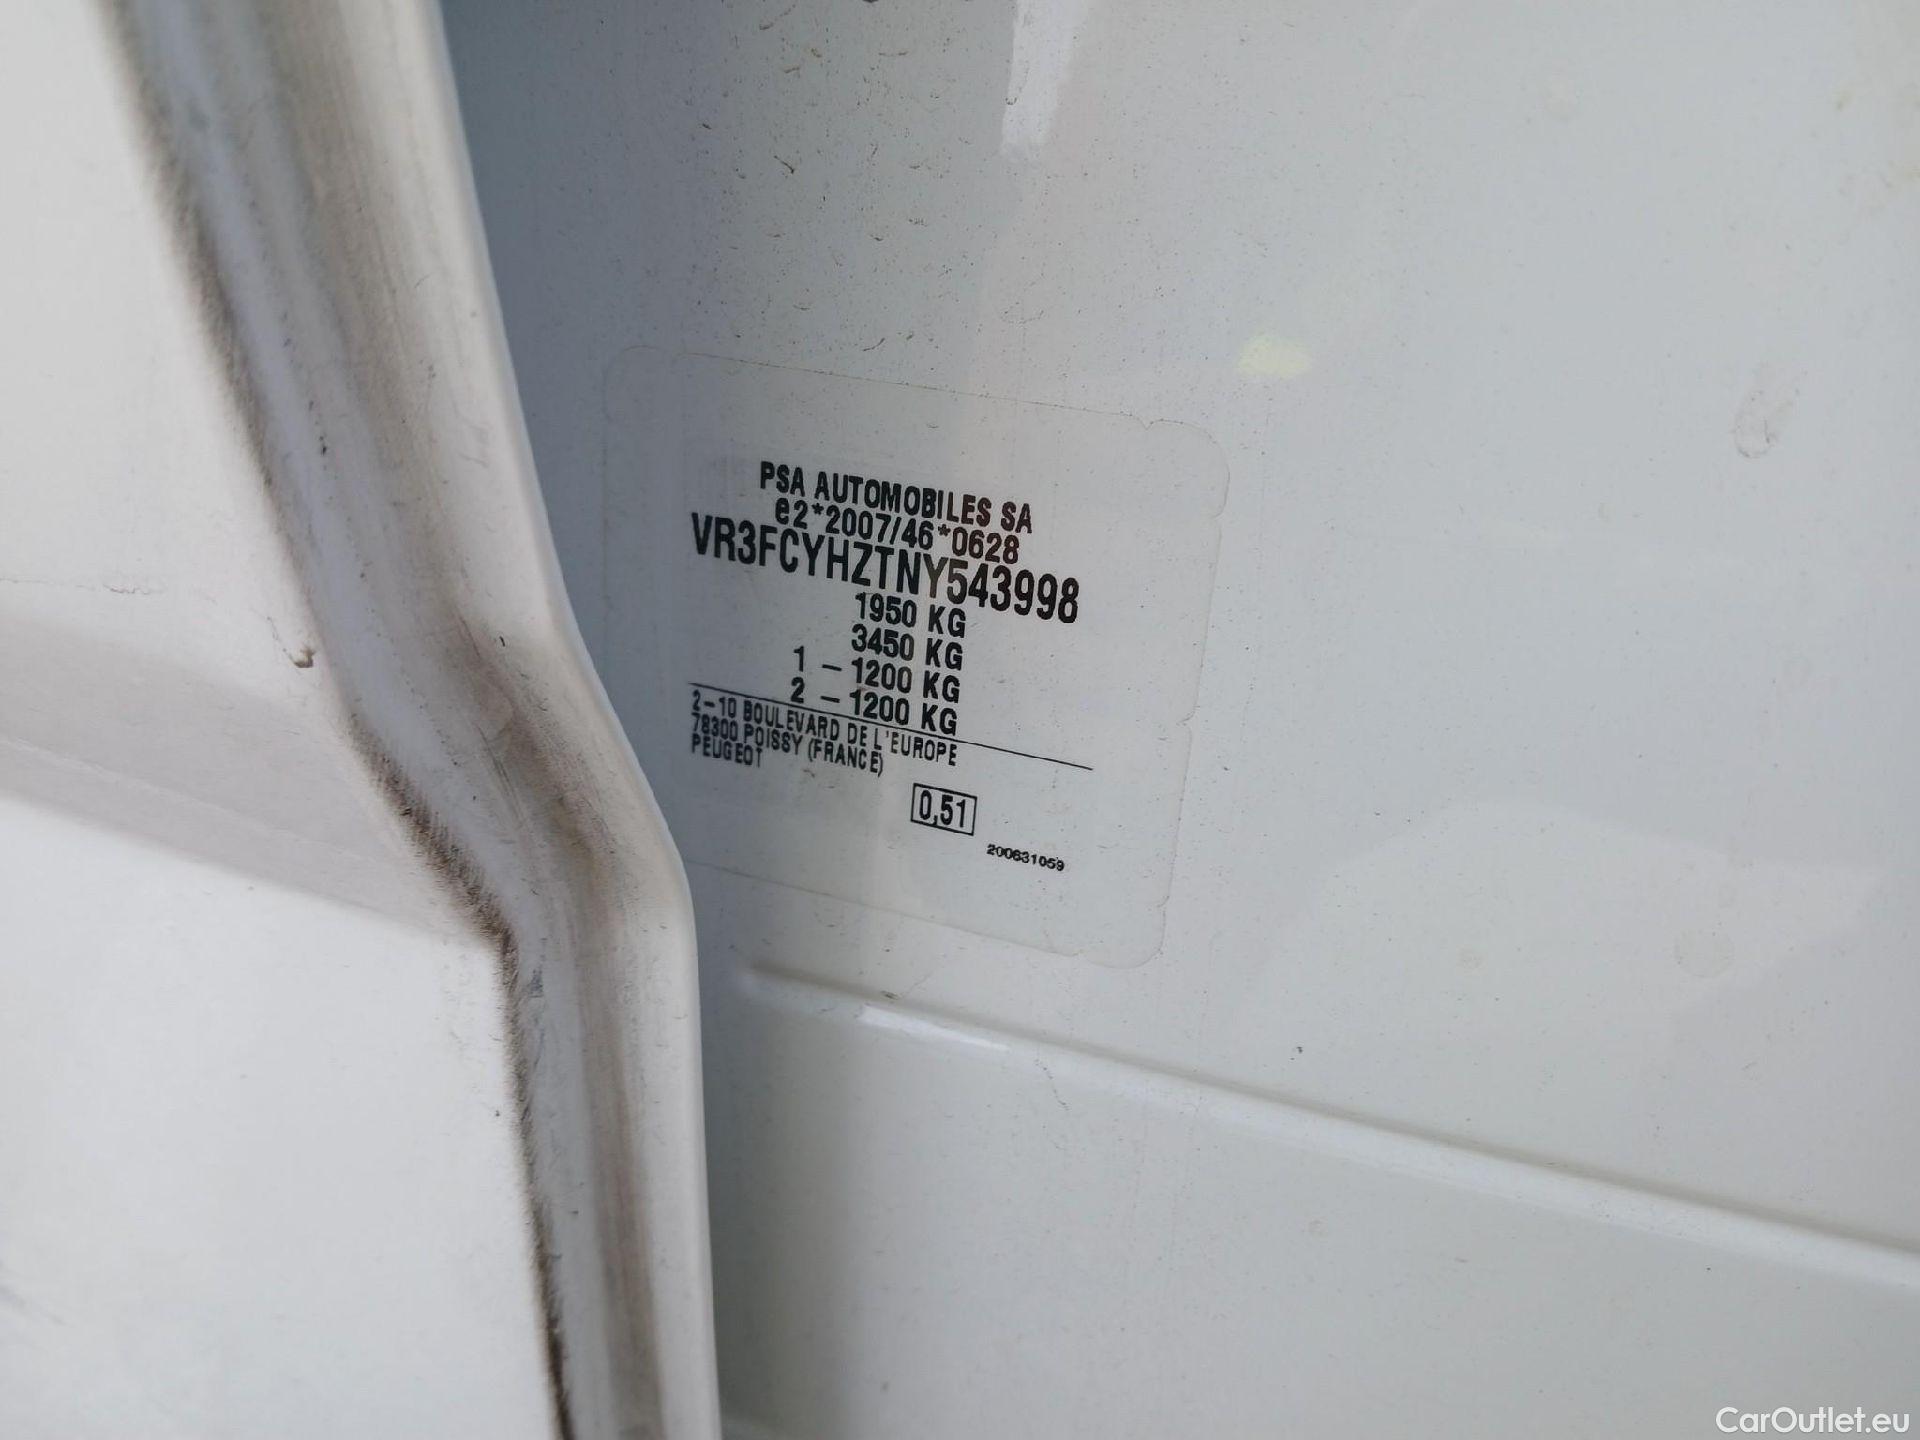 PSA AUTOMOBILES SA
e2*2007/46*0628
VR3FCYHZTNY543998
1950 KG
3450 KG
1 – 1200 KG
2 – 1200 KG
2-10 BOULEVARD DE L'EUROPE
78300 POISSY (FRANCE)
PEUGEOT
0,51
200631059
CarOutlet.eu